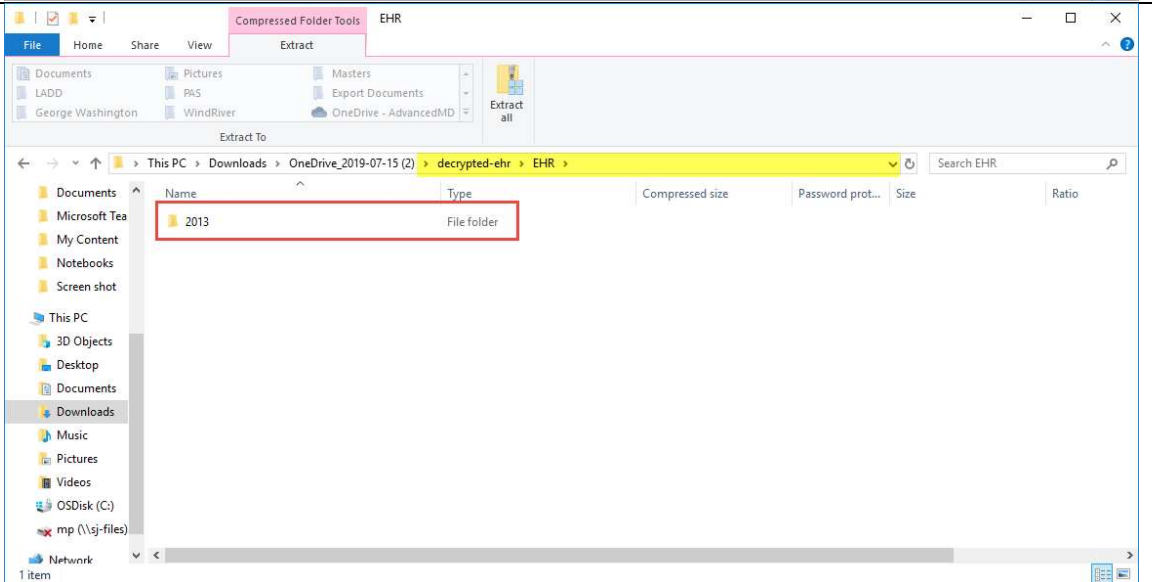 Compressed Folder Tools EHR
File Home Share View Extract
Documents Pictures Masters
LADD PAS Export Documents
George Washington WindRiver OneDrive - AdvancedMD
Extract all
Extract To
This PC > Downloads > OneDrive_2019-07-15 (2) > decrypted-ehr > EHR >
Search EHR
Name Type Compressed size Password prot... Size Ratio
2013 File folder
Documents
Microsoft Tea
My Content
Notebooks
Screen shot
This PC
3D Objects
Desktop
Documents
Downloads
Music
Pictures
Videos
OSDisk (C:)
mp (\\sj-files)
Network
1 item